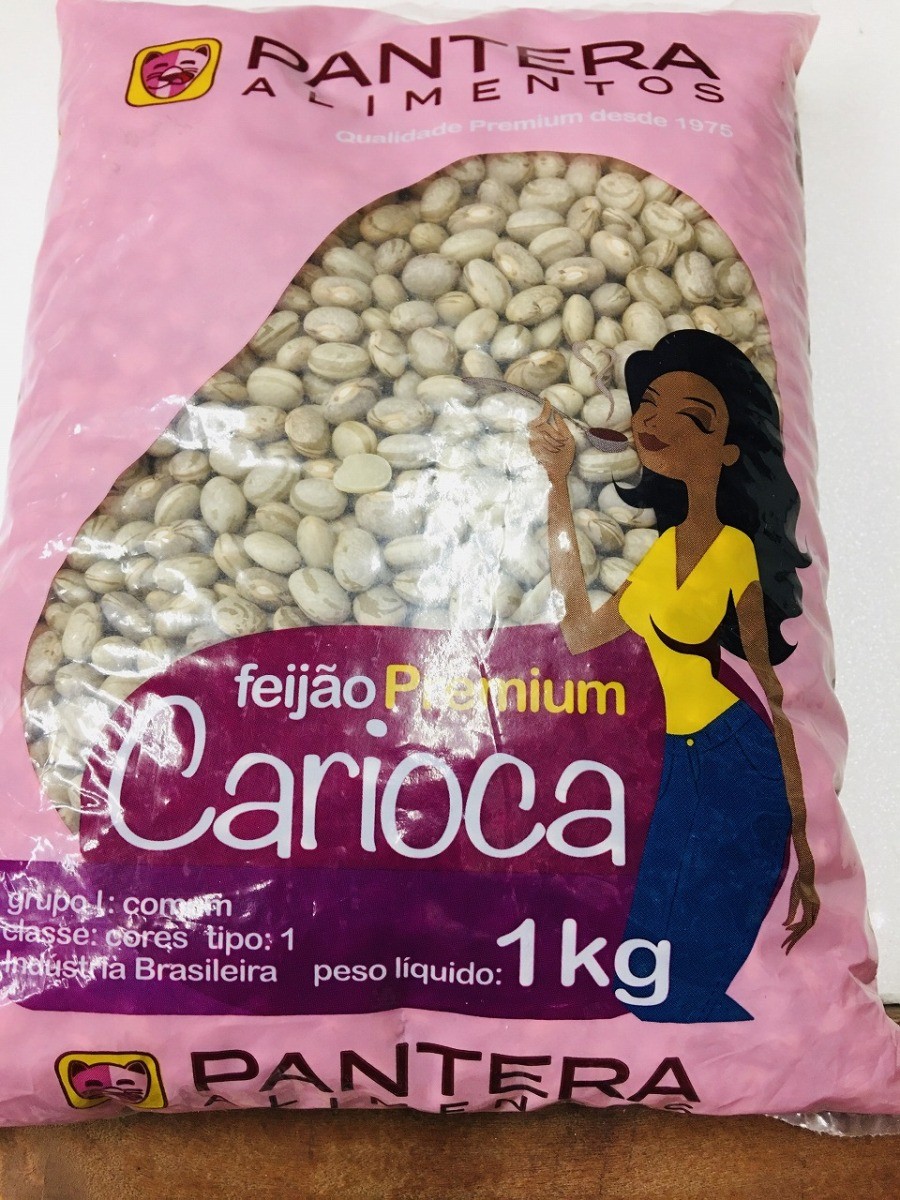 PANTERA
ALIMENTOS
Qualidade Premium desde 1975
feijão Premium
Carioca
grupo I: comum
classe: cores tipo: 1
Indústria Brasileira
peso líquido: 1kg
PANTERA
ALIMENTOS